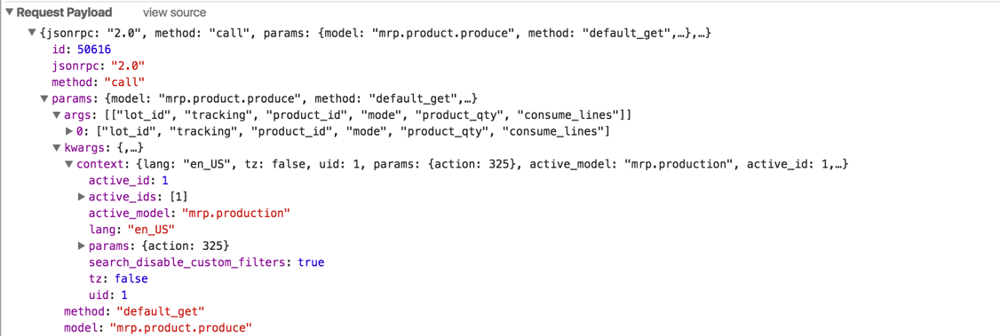 ▼Request Payload view source
▼{jsonrpc: "2.0", method: "call", params: {model: "mrp.product.produce", method: "default_get",…},…}
id: 50616
jsonrpc: "2.0"
method: "call"
▼params: {model: "mrp.product.produce", method: "default_get",…}
▼args: [["lot_id", "tracking", "product_id", "mode", "product_qty", "consume_lines"]]
▶0: ["lot_id", "tracking", "product_id", "mode", "product_qty", "consume_lines"]
▼kwargs: {,…}
▼context: {lang: "en_US", tz: false, uid: 1, params: {action: 325}, active_model: "mrp.production", active_id: 1,…}
active_id: 1
▶active_ids: [1]
active_model: "mrp.production"
lang: "en_US"
▶params: {action: 325}
search_disable_custom_filters: true
tz: false
uid: 1
method: "default_get"
model: "mrp.product.produce"